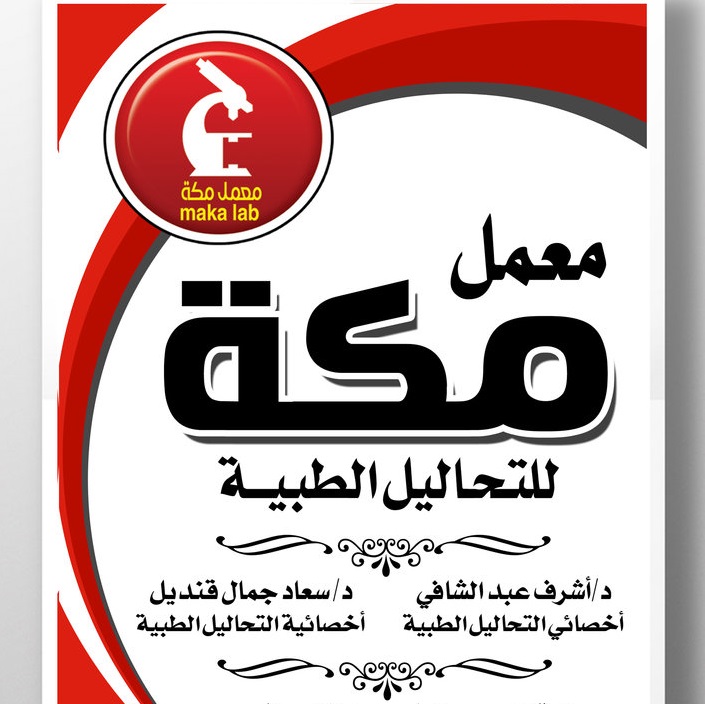 معمل مكة
maka lab
معمل
مكة
للتحاليل الطبية
د/أشرف عبد الشافي
أخصائي التحاليل الطبية
د/سعاد جمال قنديل
أخصائية التحاليل الطبية